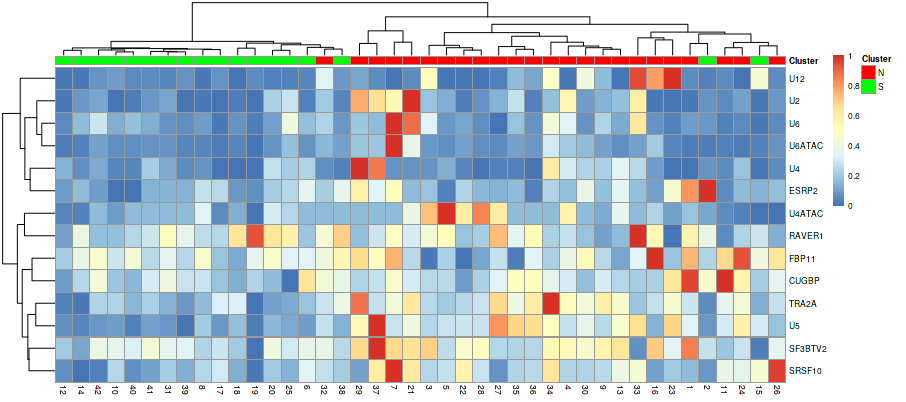 Cluster
U12
U2
U6
U6ATAC
U4
ESRP2
U4ATAC
RAVER1
FBP11
CUGBP
TRA2A
U5
SF3BTV2
SRSF10
12 14 42 10 40 41 31 39 8 17 18 19 20 25 6 32 38 29 37 7 21 3 5 22 28 27 35 36 34 4 30 9 13 33 16 23 1 2 11 24 15 26
1
0.8
0.6
0.4
0.2
0
Cluster
N
S